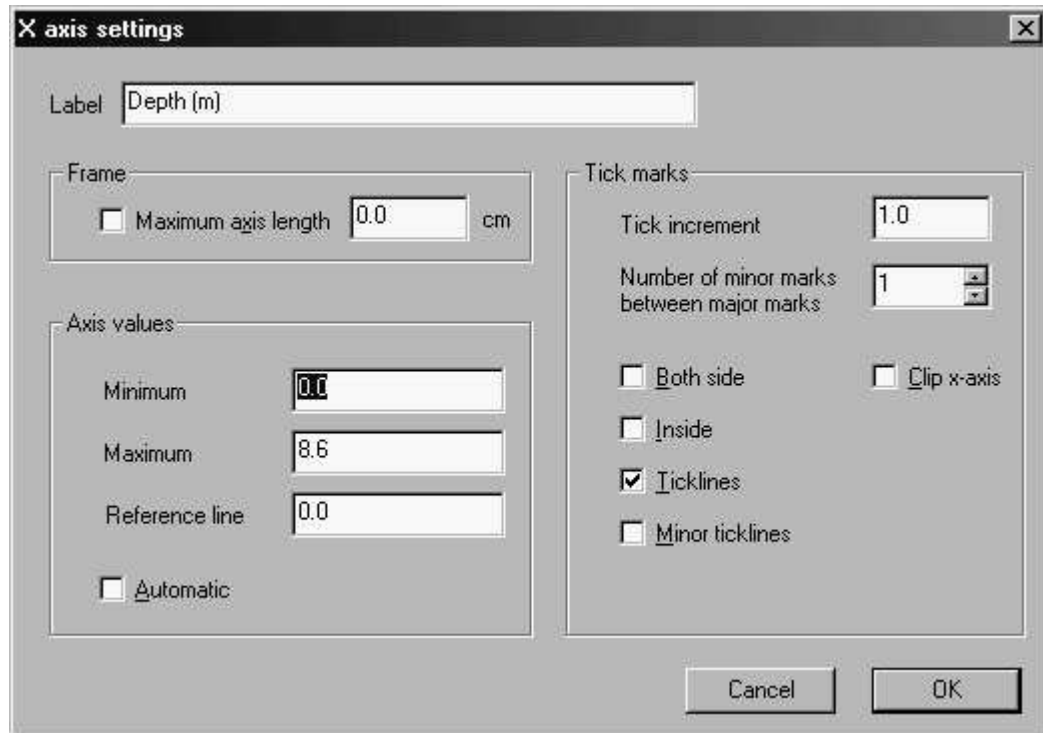 X axis settings
Label Depth (m)
Frame
Maximum axis length 0.0 cm
Axis values
Minimum 0.0
Maximum 8.6
Reference line 0.0
Automatic
Tick marks
Tick increment 1.0
Number of minor marks
between major marks 1
Both side Clip x-axis
Inside
Ticklines
Minor ticklines
Cancel OK